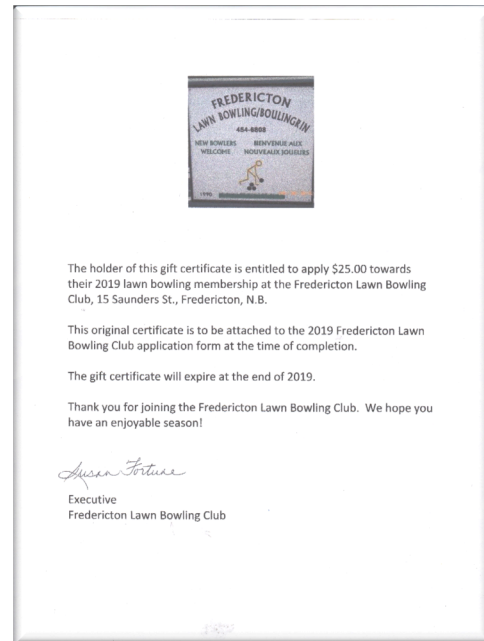 FREDERICTON
LAWN BOWLING/BOULINGRIN
454-8808
NEW BOWLERS BIENVENUE AUX
WELCOME NOUVEAUX JOUEURS
The holder of this gift certificate is entitled to apply $25.00 towards
their 2019 lawn bowling membership at the Fredericton Lawn Bowling
Club, 15 Saunders St., Fredericton, N.B.
This original certificate is to be attached to the 2019 Fredericton Lawn
Bowling Club application form at the time of completion.
The gift certificate will expire at the end of 2019.
Thank you for joining the Fredericton Lawn Bowling Club. We hope you
have an enjoyable season!
Susan Fortune
Executive
Fredericton Lawn Bowling Club